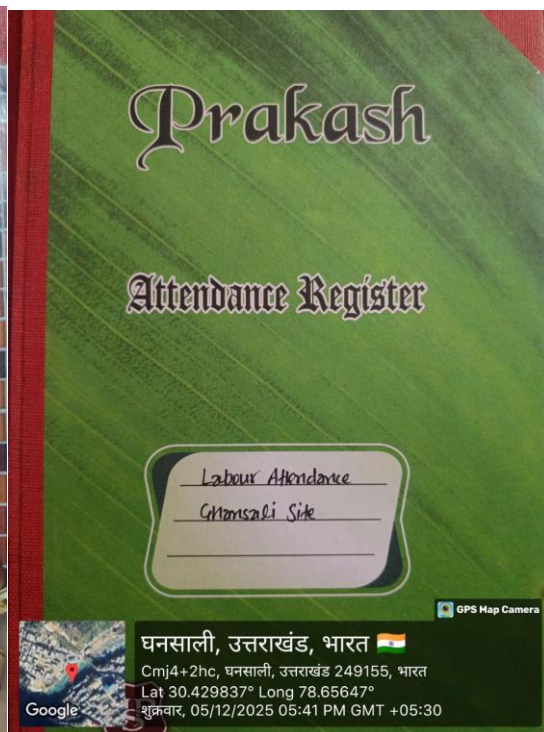 Prakash
Attendance Register
Labour Attendance
Ghansali Site
GPS Map Camera
घनसाली, उत्तराखंड, भारत 🇮🇳
Cmj4+2hc, घनसाली, उत्तराखंड 249155, भारत
Lat 30.429837° Long 78.65647°
शुक्रवार, 05/12/2025 05:41 PM GMT +05:30
Google